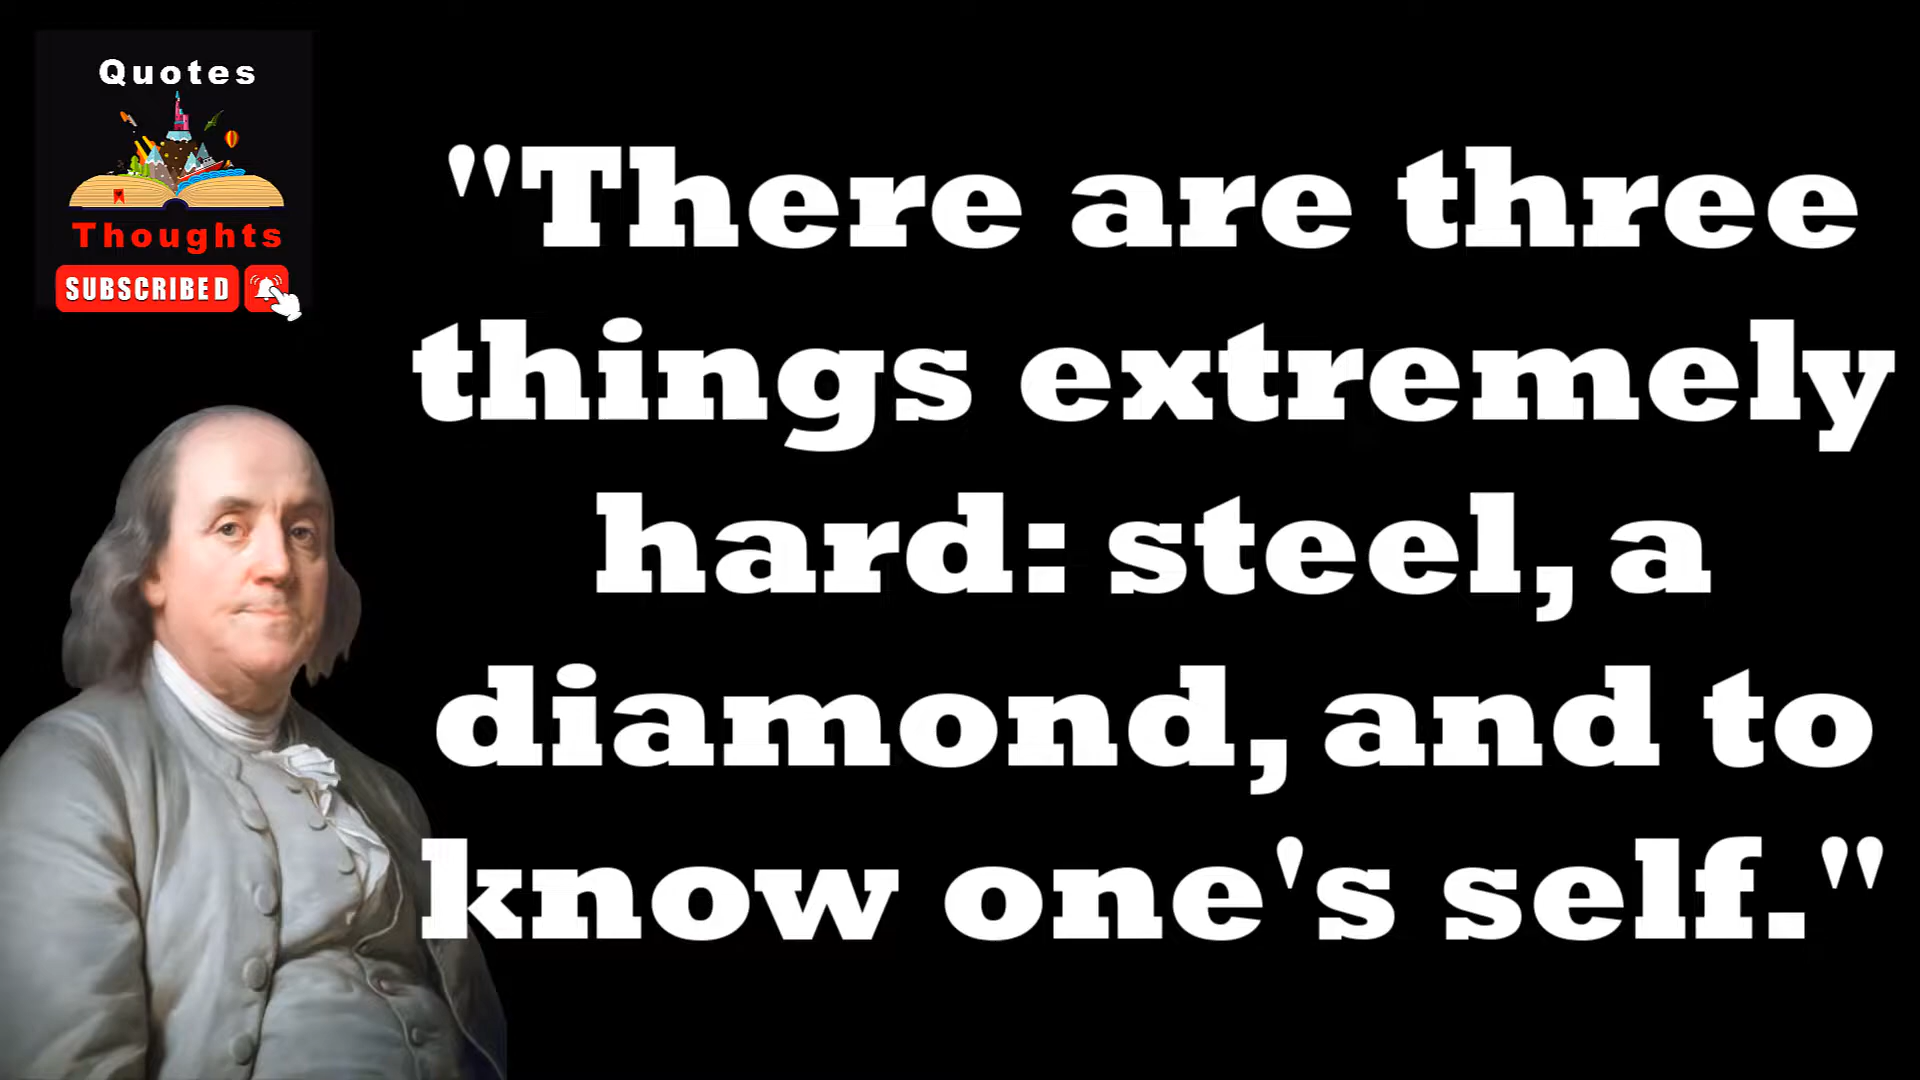 Quotes
Thoughts
SUBSCRIBED
"There are three
things extremely
hard: steel, a
diamond, and to
know one's self."